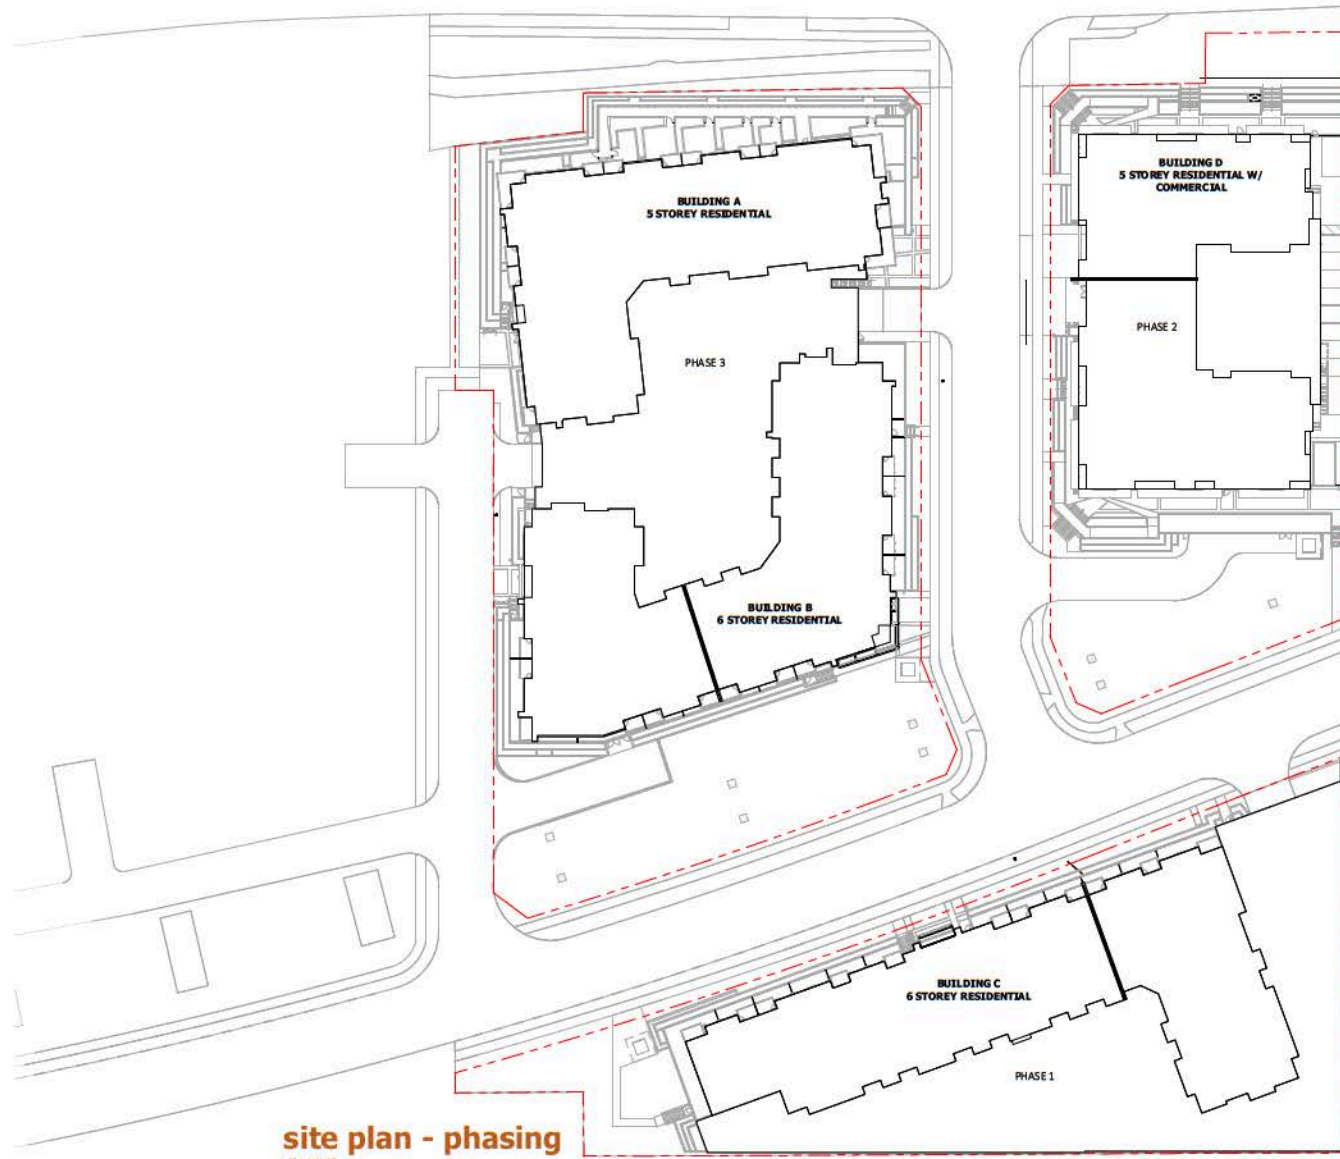 BUILDING A
5 STOREY RESIDENTIAL
BUILDING D
5 STOREY RESIDENTIAL W/
COMMERCIAL
PHASE 2
PHASE 3
BUILDING B
6 STOREY RESIDENTIAL
BUILDING C
6 STOREY RESIDENTIAL
PHASE 1
site plan - phasing